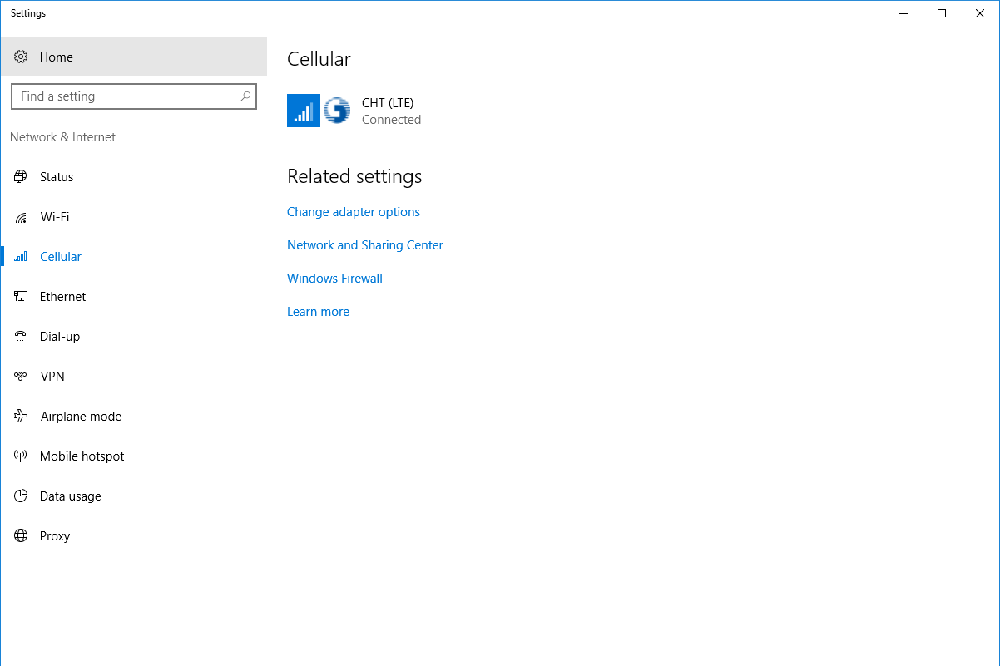 Settings
Home
Find a setting
Network & Internet
Status
Wi-Fi
Cellular
Ethernet
Dial-up
VPN
Airplane mode
Mobile hotspot
Data usage
Proxy
Cellular
CHT (LTE)
Connected
Related settings
Change adapter options
Network and Sharing Center
Windows Firewall
Learn more